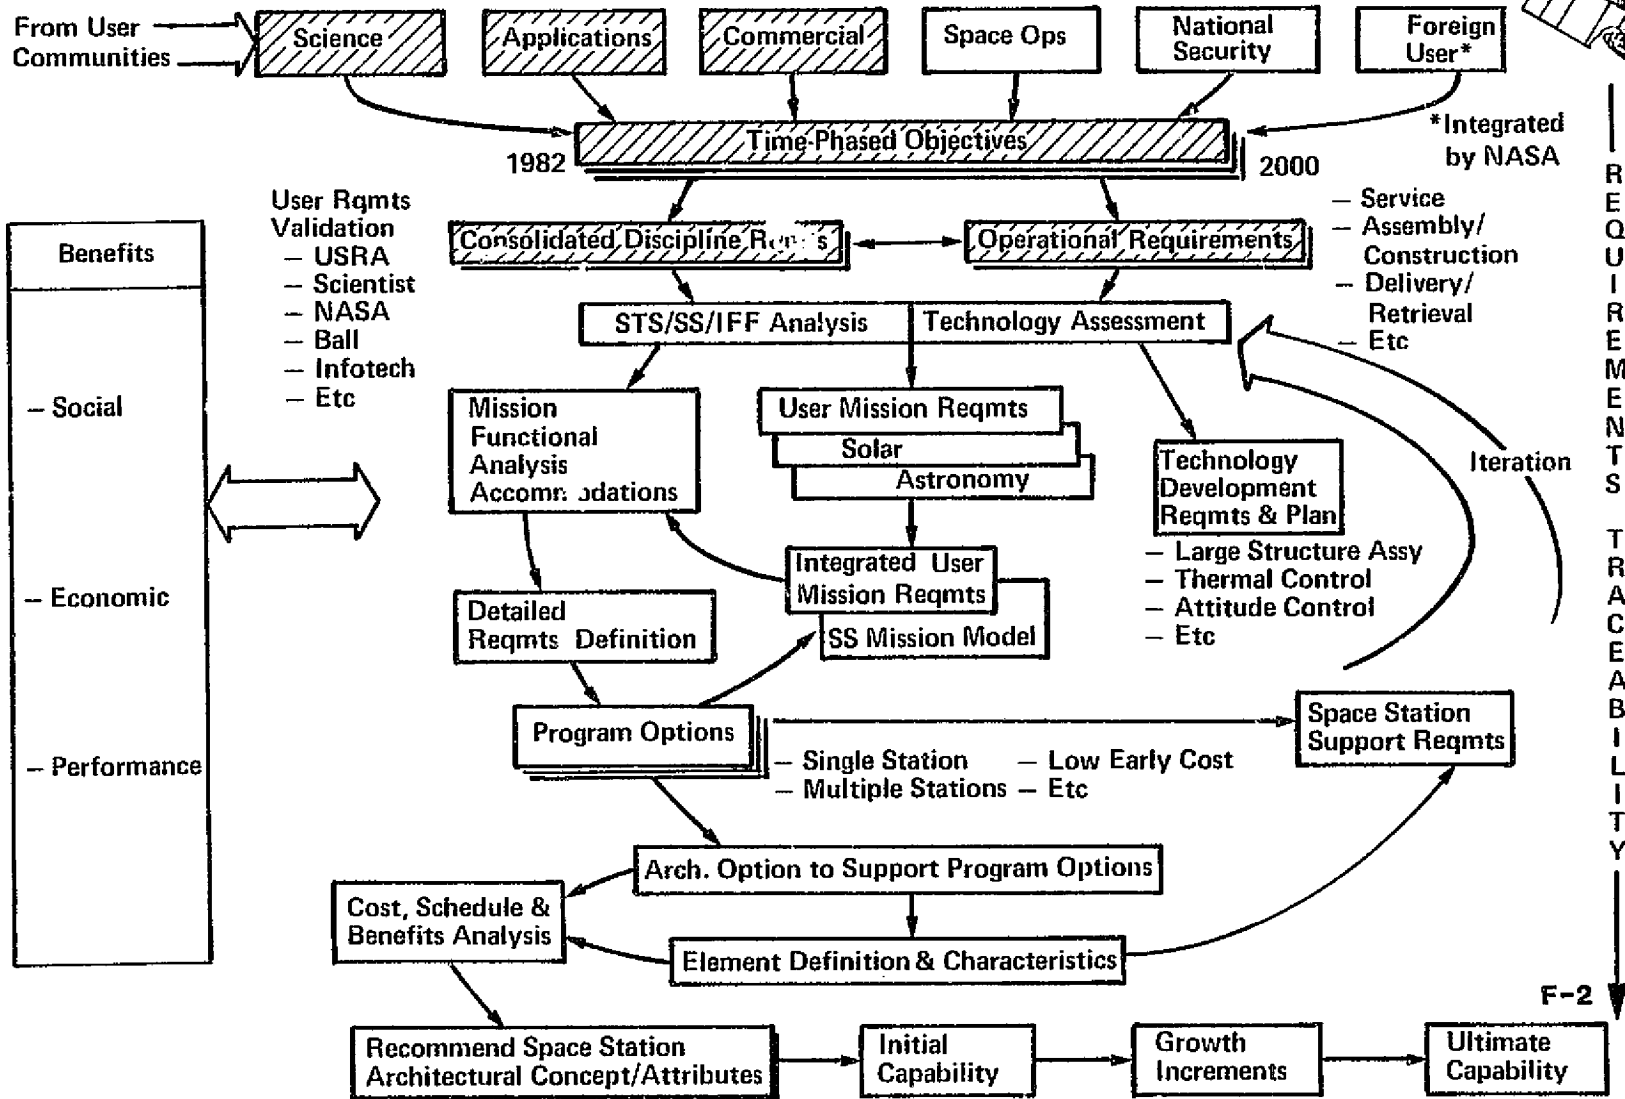 From User
Communities
Science
Applications
Commercial
Space Ops
National
Security
Foreign
User*
*Integrated
by NASA
Time-Phased Objectives
1982
2000
User Rqmts
Validation
– USRA
– Scientist
– NASA
– Ball
– Infotech
– Etc
Consolidated Discipline
Operational Requirements
– Service
– Assembly/
Construction
– Delivery/
Retrieval
– Etc
Benefits
– Social
– Economic
– Performance
STS/SS/IFF Analysis
Technology Assessment
Mission
Functional
Analysis
Accommodations
User Mission Reqmts
Solar
Astronomy
Technology
Development
Reqmts & Plan
– Large Structure Assy
– Thermal Control
– Attitude Control
– Etc
Iteration
Integrated User
Mission Reqmts
SS Mission Model
Detailed
Reqmts Definition
Program Options
– Single Station – Low Early Cost
– Multiple Stations – Etc
Space Station
Support Reqmts
Arch. Option to Support Program Options
Cost, Schedule &
Benefits Analysis
Element Definition & Characteristics
Recommend Space Station
Architectural Concept/Attributes
Initial
Capability
Growth
Increments
Ultimate
Capability
REQUIREMENTS TRACEABILITY
F-2